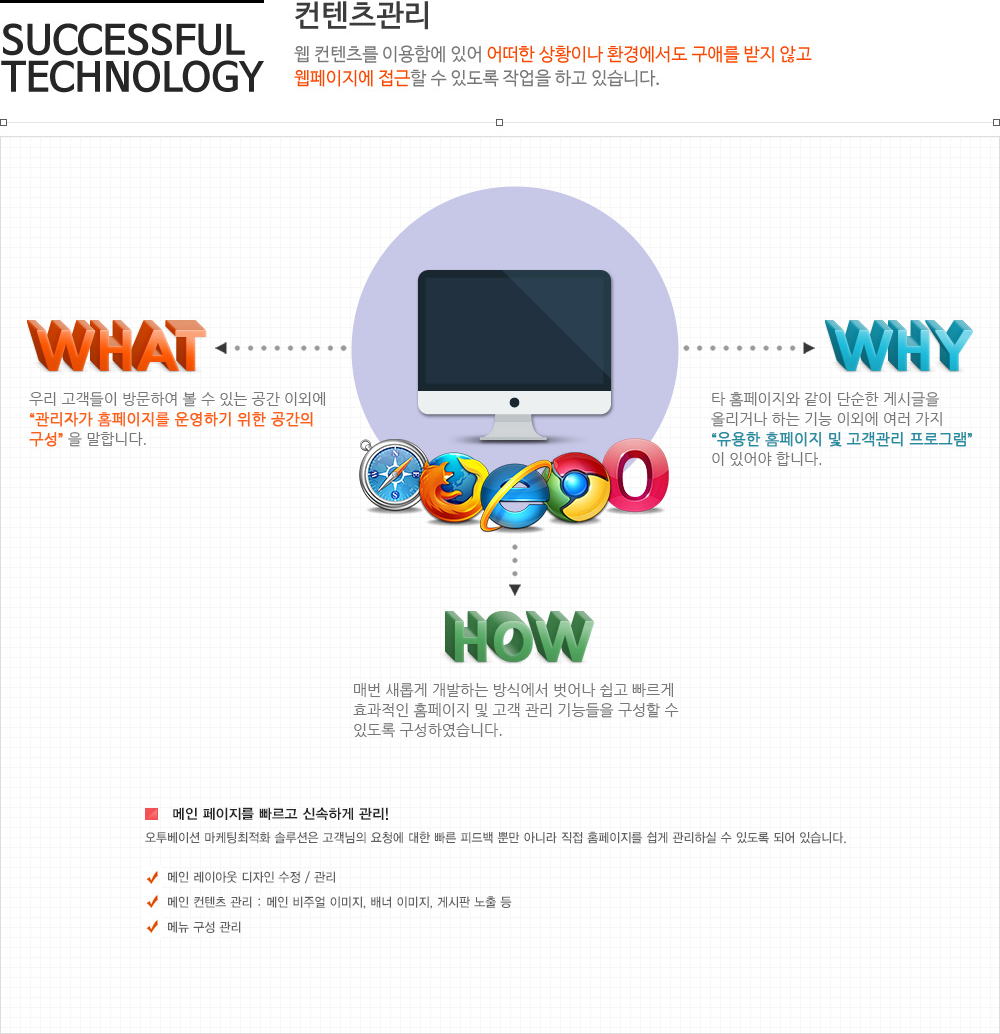 SUCCESSFUL
TECHNOLOGY
컨텐츠관리
웹 컨텐츠를 이용함에 있어 어떠한 상황이나 환경에서도 구애를 받지 않고
웹페이지에 접근할 수 있도록 작업을 하고 있습니다.
WHAT
우리 고객들이 방문하여 볼 수 있는 공간 이외에
“관리자가 홈페이지를 운영하기 위한 공간의
구성” 을 말합니다.
WHY
타 홈페이지와 같이 단순한 게시글을
올리거나 하는 기능 이외에 여러 가지
“유용한 홈페이지 및 고객관리 프로그램”
이 있어야 합니다.
HOW
매번 새롭게 개발하는 방식에서 벗어나 쉽고 빠르게
효과적인 홈페이지 및 고객 관리 기능들을 구성할 수
있도록 구성하였습니다.
메인 페이지를 빠르고 신속하게 관리!
오투베이션 마케팅최적화 솔루션은 고객님의 요청에 대한 빠른 피드백 뿐만 아니라 직접 홈페이지를 쉽게 관리하실 수 있도록 되어 있습니다.
메인 레이아웃 디자인 수정 / 관리
메인 컨텐츠 관리 : 메인 비주얼 이미지, 배너 이미지, 게시판 노출 등
메뉴 구성 관리